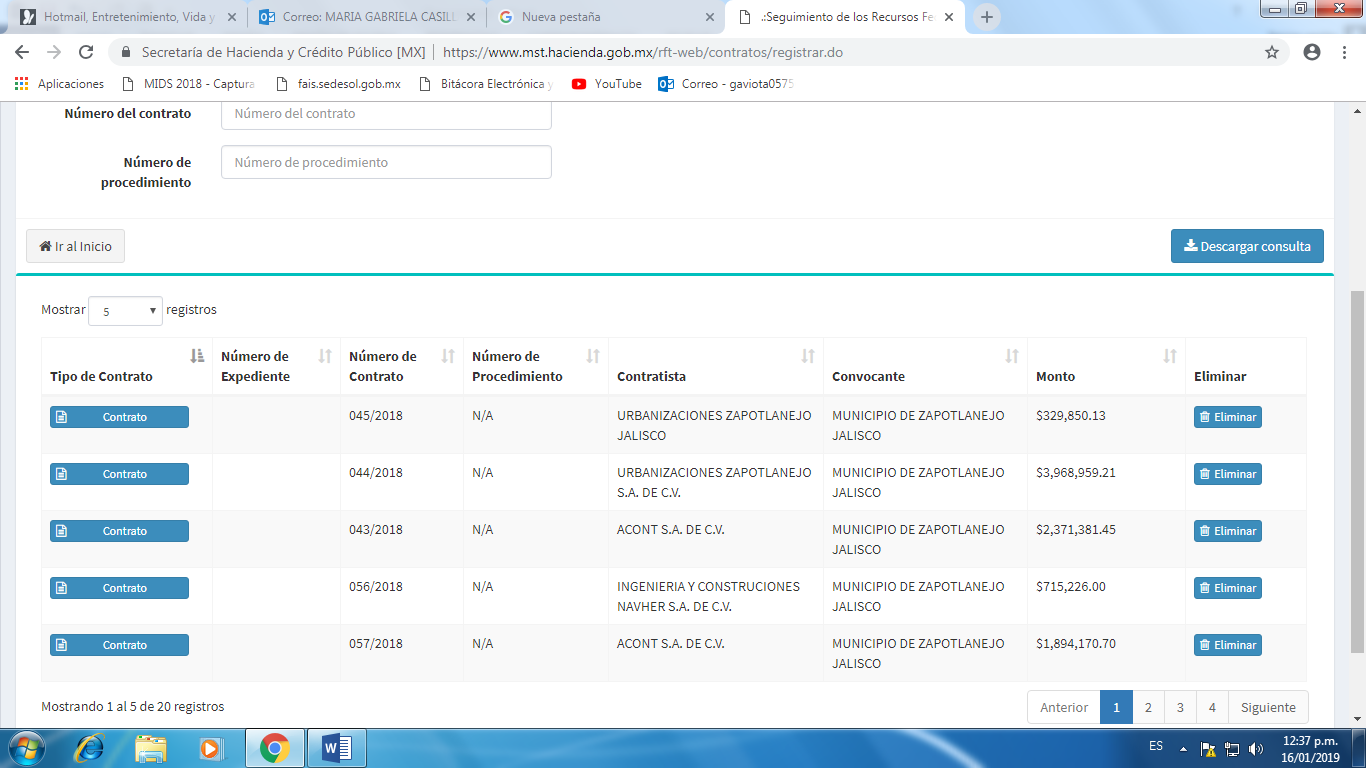 Hotmail, Entretenimiento, Vida y
Correo: MARIA GABRIELA CASILL
Nueva pestaña
.:Seguimiento de los Recursos Fe
Secretaría de Hacienda y Crédito Público [MX] | https://www.mst.hacienda.gob.mx/rft-web/contratos/registrar.do
Aplicaciones MIDS 2018 - Captura fais.sedesol.gob.mx Bitácora Electrónica y YouTube Correo - gaviota0575
Número del contrato Número del contrato
Número de procedimiento Número de procedimiento
Ir al Inicio Descargar consulta
Mostrar 5 registros
Tipo de Contrato Número de Expediente Número de Contrato Número de Procedimiento Contratista Convocante Monto Eliminar
Contrato 045/2018 N/A URBANIZACIONES ZAPOTLANEJO JALISCO MUNICIPIO DE ZAPOTLANEJO JALISCO $329,850.13 Eliminar
Contrato 044/2018 N/A URBANIZACIONES ZAPOTLANEJO S.A. DE C.V. MUNICIPIO DE ZAPOTLANEJO JALISCO $3,968,959.21 Eliminar
Contrato 043/2018 N/A ACONT S.A. DE C.V. MUNICIPIO DE ZAPOTLANEJO JALISCO $2,371,381.45 Eliminar
Contrato 056/2018 N/A INGENIERIA Y CONSTRUCIONES NAVHER S.A. DE C.V. MUNICIPIO DE ZAPOTLANEJO JALISCO $715,226.00 Eliminar
Contrato 057/2018 N/A ACONT S.A. DE C.V. MUNICIPIO DE ZAPOTLANEJO JALISCO $1,894,170.70 Eliminar
Mostrando 1 al 5 de 20 registros Anterior 1 2 3 4 Siguiente
ES 12:37 p.m.
16/01/2019